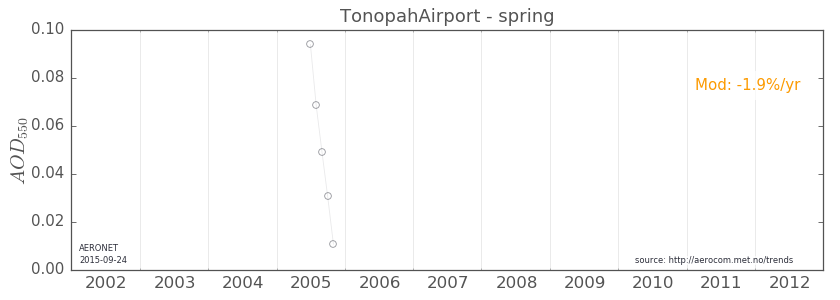 TonopahAirport - spring
0.10
0.08
0.06
0.04
0.02
0.00
AOD550
Mod: -1.9%/yr
AERONET
2015-09-24
source: http://aerocom.met.no/trends
2002 2003 2004 2005 2006 2007 2008 2009 2010 2011 2012